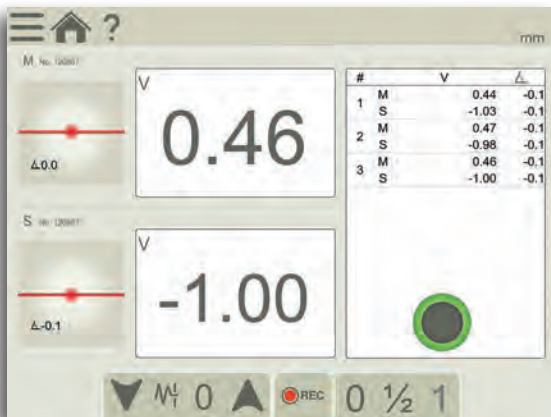 ?
mm
M
V
0.46
∡0.0
S
V
-1.00
∡-0.1
# V ∡
1 M 0.44 -0.1
S -1.03 -0.1
2 M 0.47 -0.1
S -0.98 -0.1
3 M 0.46 -0.1
S -1.00 -0.1
0 REC 0 ½ 1